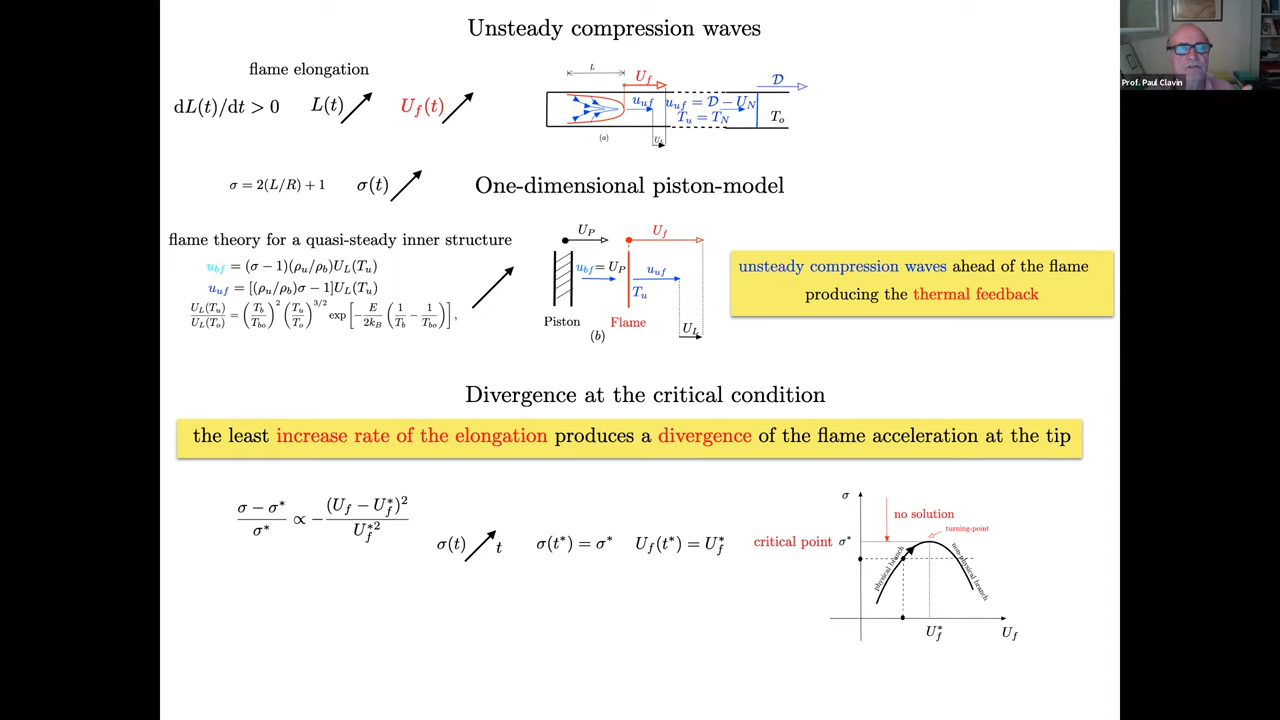 Unsteady compression waves
Prof. Paul Clavin
flame elongation
dL(t)/dt > 0 L(t) U_f(t)
L U_f 𝒟
u_uf u_uf = 𝒟 − U_N
T_u = T_N T_o
(a) U_L
σ = 2(L/R) + 1 σ(t)
One-dimensional piston-model
flame theory for a quasi-steady inner structure
u_bf = (σ − 1)(ρ_u/ρ_b)U_L(T_u)
u_uf = [(ρ_u/ρ_b)σ − 1]U_L(T_u)
U_L(T_u)/U_L(T_o) = (T_b/T_bo)^2 (T_u/T_o)^3/2 exp[−E/2k_B (1/T_b − 1/T_bo)],
U_P U_f
u_bf = U_P u_uf
T_u
Piston Flame U_L
(b)
unsteady compression waves ahead of the flame
producing the thermal feedback
Divergence at the critical condition
the least increase rate of the elongation produces a divergence of the flame acceleration at the tip
(σ − σ*)/σ* ∝ −(U_f − U_f*)^2/U_f*^2
σ(t) t σ(t*) = σ* U_f(t*) = U_f*
σ
no solution
turning-point
critical point σ*
physical branch
non-physical branch
U_f* U_f